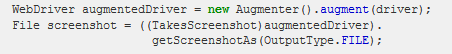 WebDriver augmentedDriver = new Augmenter().augment(driver);
File screenshot = ((TakesScreenshot)augmentedDriver).
getScreenshotAs(OutputType.FILE);